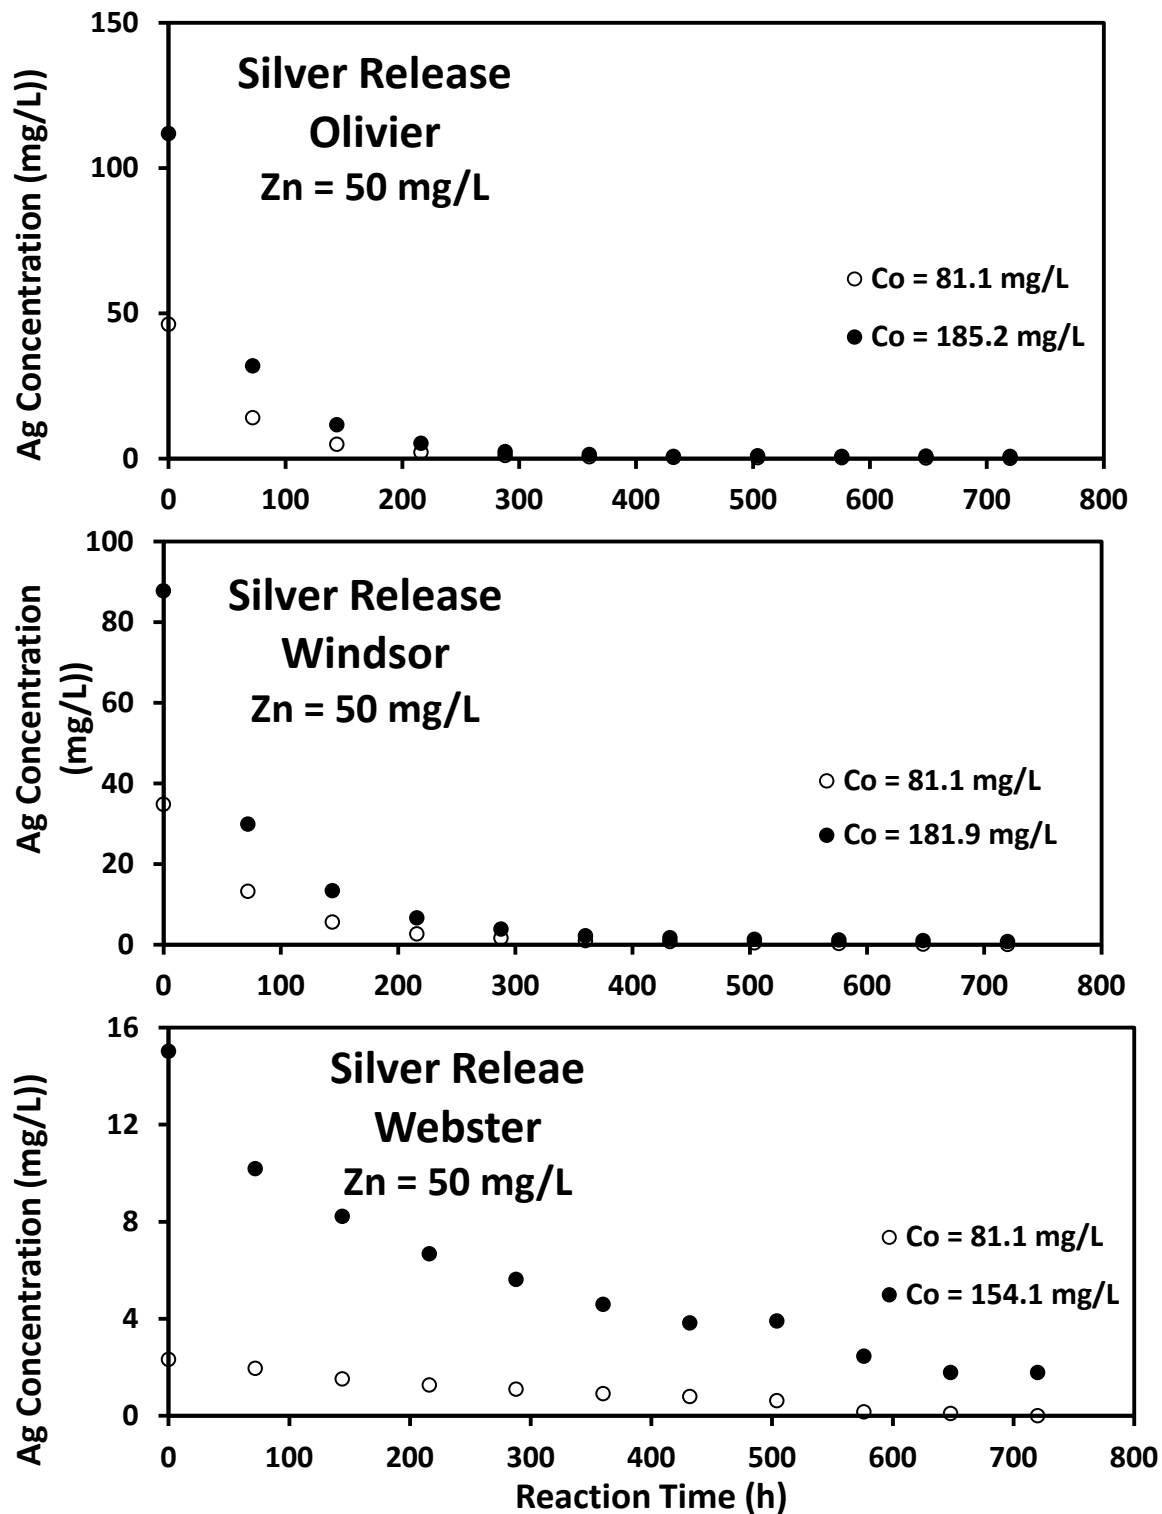 Ag Concentration (mg/L))
150
100
50
0
Silver Release
Olivier
Zn = 50 mg/L
Co = 81.1 mg/L
Co = 185.2 mg/L
0 100 200 300 400 500 600 700 800
Ag Concentration
(mg/L))
100
80
60
40
20
0
Silver Release
Windsor
Zn = 50 mg/L
Co = 81.1 mg/L
Co = 181.9 mg/L
0 100 200 300 400 500 600 700 800
Ag Concentration (mg/L))
16
12
8
4
0
Silver Releae
Webster
Zn = 50 mg/L
Co = 81.1 mg/L
Co = 154.1 mg/L
0 100 200 300 400 500 600 700 800
Reaction Time (h)